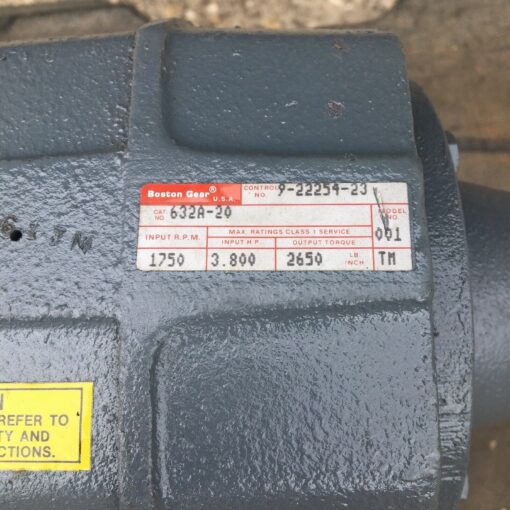 Boston Gear® U.S.A. CONTROL NO. 9-22254-23
CAT. NO. 632A-20 MODEL NO.
INPUT R.P.M. MAX. RATINGS CLASS 1 SERVICE 001
INPUT H.P. OUTPUT TORQUE
1750 3.800 2650 LB. INCH. TM
REFER TO
TY AND
CTIONS.